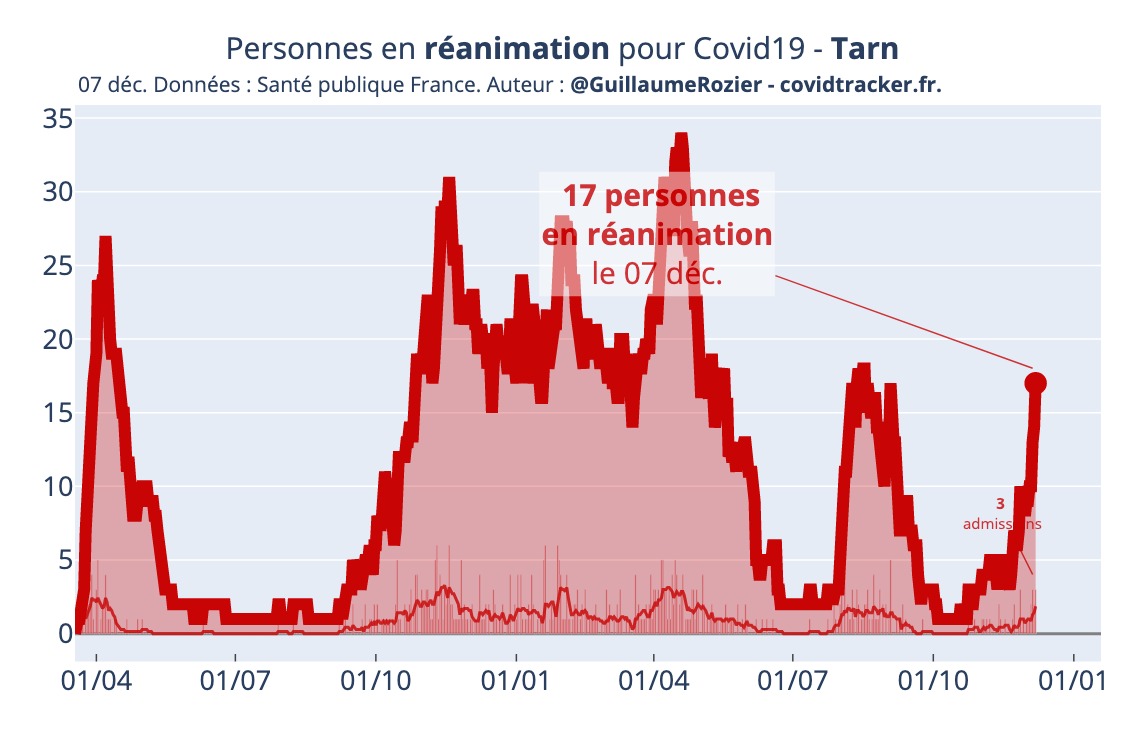 Personnes en réanimation pour Covid19 - Tarn
07 déc. Données : Santé publique France. Auteur : @GuillaumeRozier - covidtracker.fr.
35
30
25
20
15
10
5
0
17 personnes
en réanimation
le 07 déc.
3
admissions
01/04
01/07
01/10
01/01
01/04
01/07
01/10
01/01